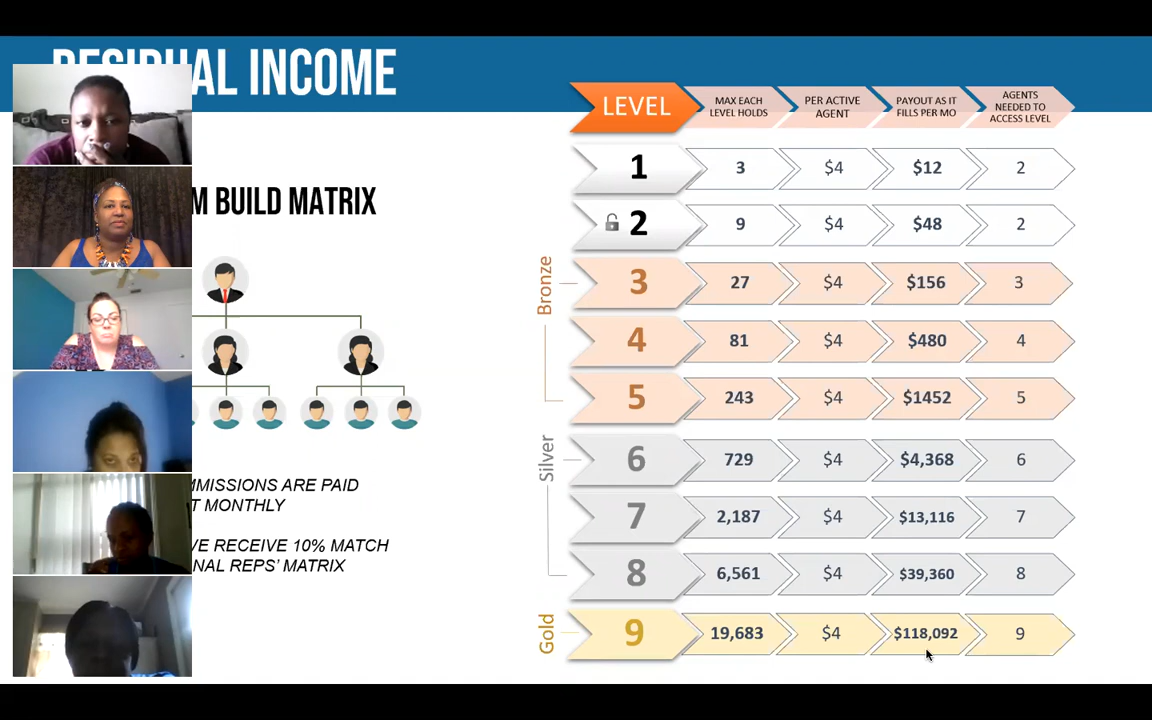 RESIDUAL INCOME
M BUILD MATRIX
MMISSIONS ARE PAID
T MONTHLY
VE RECEIVE 10% MATCH
NAL REPS' MATRIX
LEVEL
MAX EACH
LEVEL HOLDS
PER ACTIVE
AGENT
PAYOUT AS IT
FILLS PER MO
AGENTS
NEEDED TO
ACCESS LEVEL
1 3 $4 $12 2
2 9 $4 $48 2
Bronze
3 27 $4 $156 3
4 81 $4 $480 4
5 243 $4 $1452 5
Silver
6 729 $4 $4,368 6
7 2,187 $4 $13,116 7
8 6,561 $4 $39,360 8
Gold
9 19,683 $4 $118,092 9